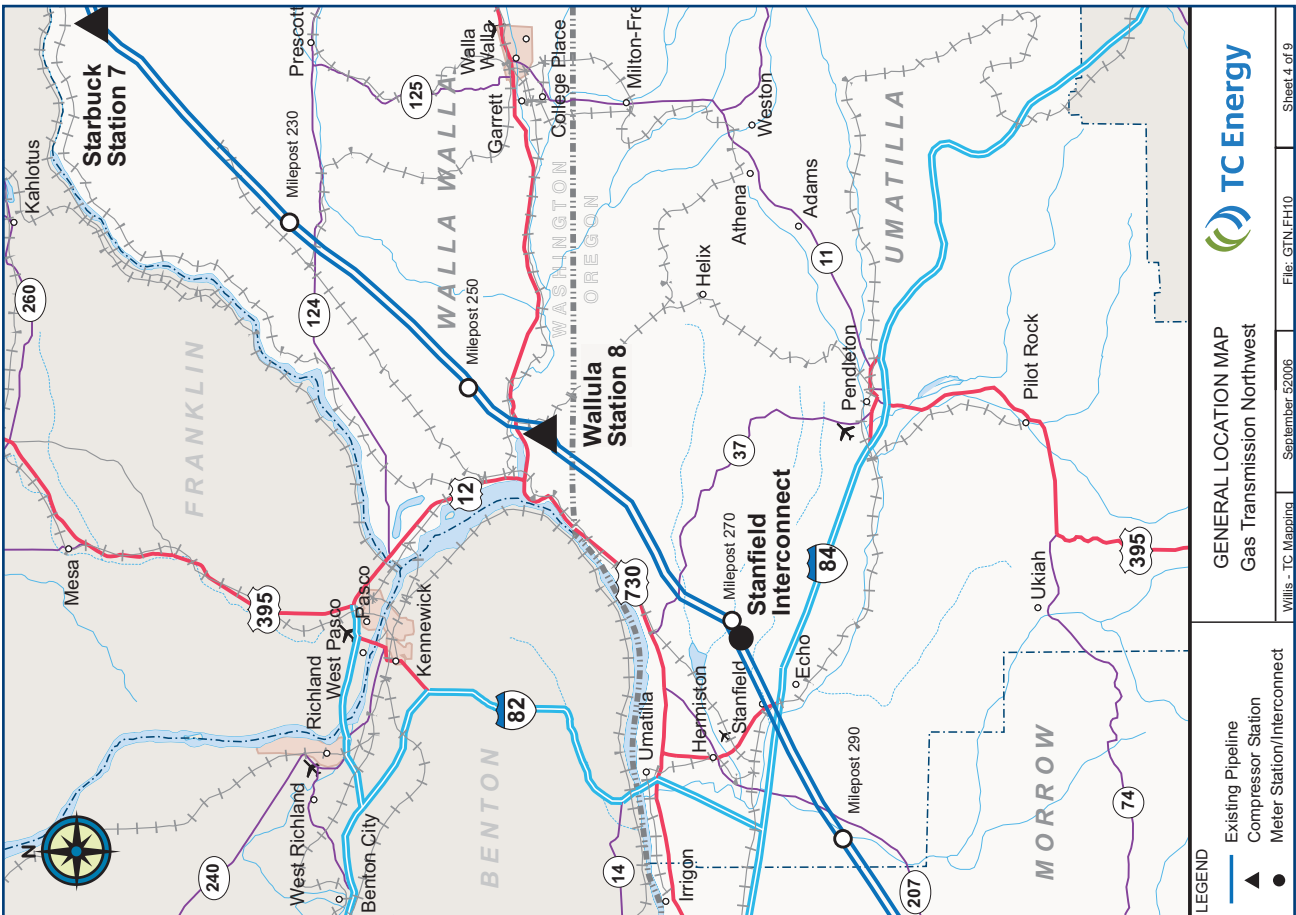 Kahlotus
260
Starbuck
Station 7
Prescott
Milepost 230
125
Walla
Walla
Garrett
College Place
WALLA WALLA
124
Milton-Fre
FRANKLIN
Mesa
395
Milepost 250
WASHINGTON
OREGON
Weston
Athena
Adams
Helix
11
UMATILLA
12
Wallula
Station 8
West Pasco
Pasco
Richland
Kennewick
37
Pendleton
Pilot Rock
730
Milepost 270
Stanfield
Interconnect
84
82
West Richland
Benton City
240
BENTON
Umatilla
Hermiston
Stanfield
Echo
Ukiah
395
14
Irrigon
Milepost 290
207
MORROW
74
N
LEGEND
Existing Pipeline
Compressor Station
Meter Station/Interconnect
GENERAL LOCATION MAP
Gas Transmission Northwest
TC Energy
Willis - TC Mapping
September 52006
File: GTN.FH10
Sheet 4 of 9